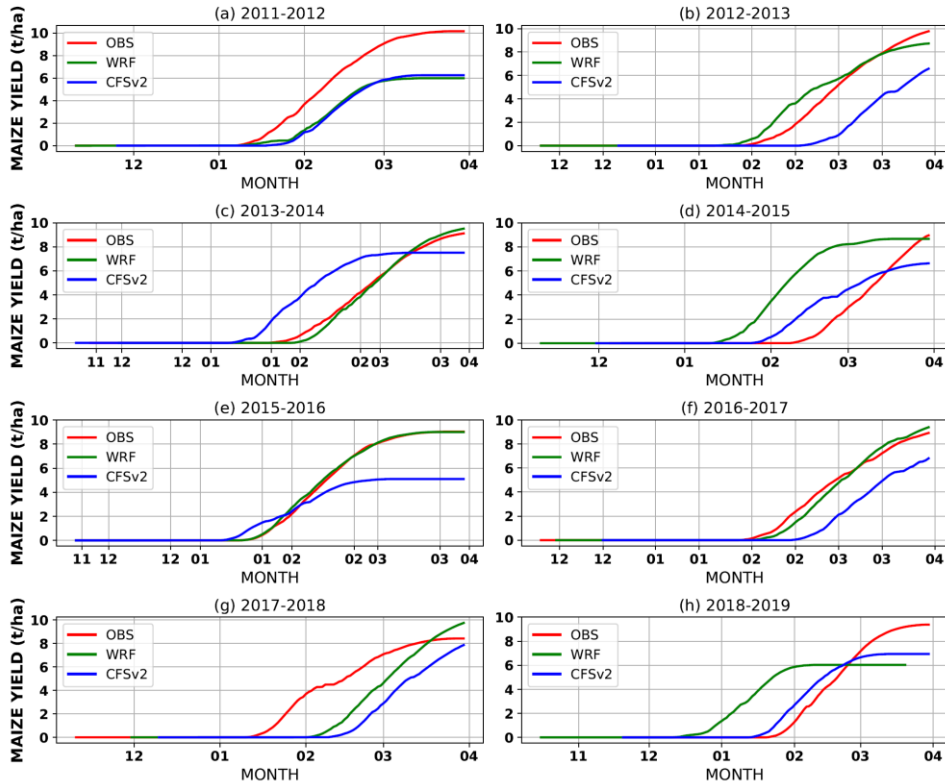 (a) 2011-2012
MAIZE YIELD (t/ha)
10
8
6
4
2
0
OBS
WRF
CFSv2
12 01 02 03 04
MONTH
(b) 2012-2013
10
8
6
4
2
0
OBS
WRF
CFSv2
12 12 01 01 02 03 03 04
MONTH
(c) 2013-2014
MAIZE YIELD (t/ha)
10
8
6
4
2
0
OBS
WRF
CFSv2
11 12 12 01 01 02 02 03 03 04
MONTH
(d) 2014-2015
10
8
6
4
2
0
OBS
WRF
CFSv2
12 01 02 03 04
MONTH
(e) 2015-2016
MAIZE YIELD (t/ha)
10
8
6
4
2
0
OBS
WRF
CFSv2
11 12 12 01 01 02 02 03 03 04
MONTH
(f) 2016-2017
10
8
6
4
2
0
OBS
WRF
CFSv2
12 12 01 01 02 03 03 04
MONTH
(g) 2017-2018
MAIZE YIELD (t/ha)
10
8
6
4
2
0
OBS
WRF
CFSv2
12 01 02 03 04
MONTH
(h) 2018-2019
10
8
6
4
2
0
OBS
WRF
CFSv2
11 12 01 02 03 04
MONTH